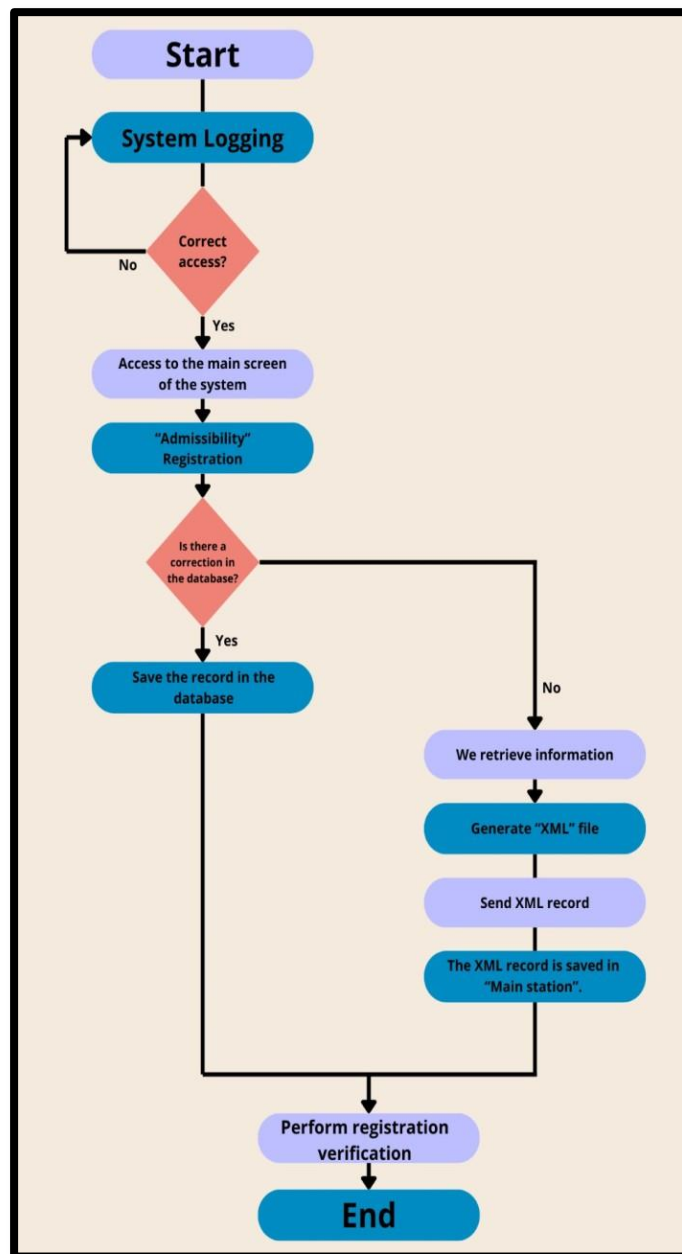 Start
System Logging
Correct
access?
No
Yes
Access to the main screen
of the system
“Admissibility”
Registration
Is there a
correction in
the database?
Yes
Save the record in the
database
No
We retrieve information
Generate “XML” file
Send XML record
The XML record is saved in
“Main station”.
Perform registration
verification
End